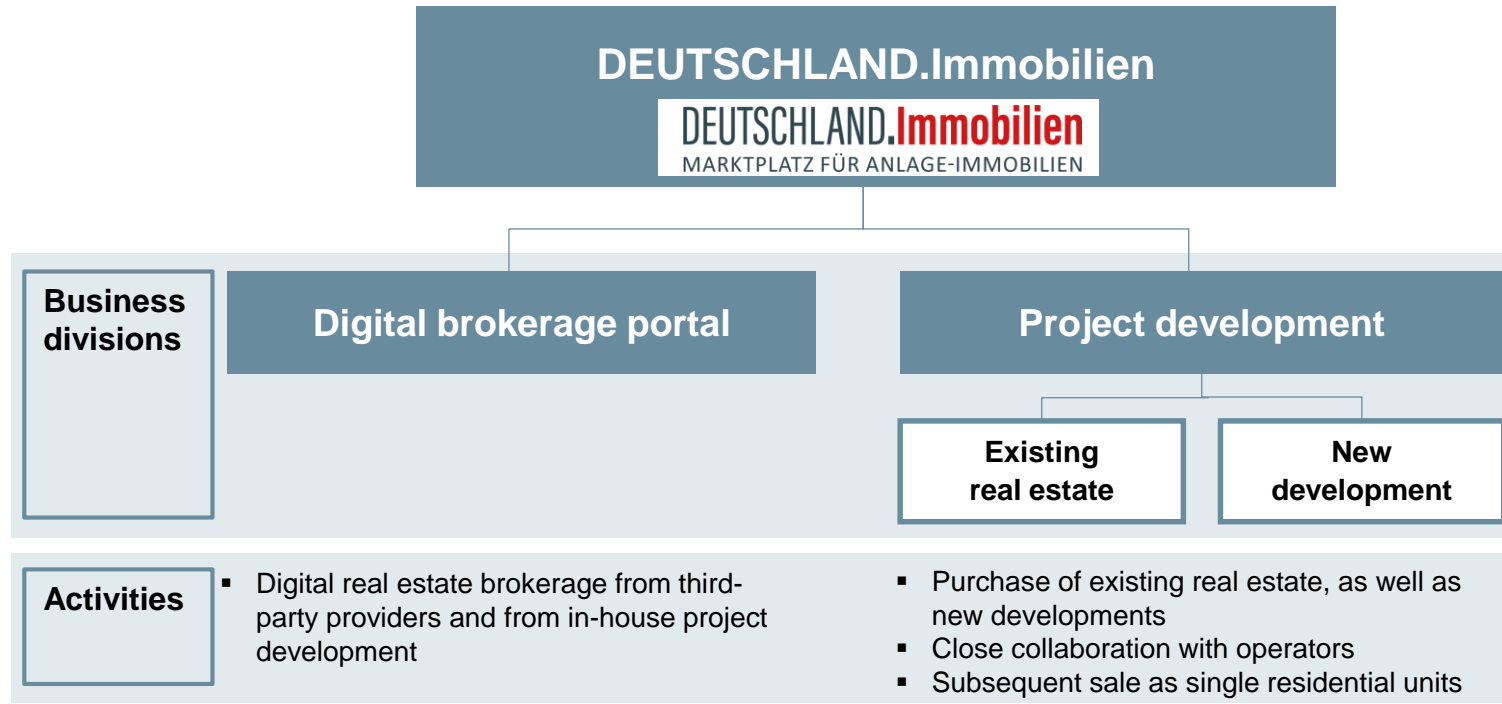 DEUTSCHLAND.Immobilien
DEUTSCHLAND.Immobilien
MARKTPLATZ FÜR ANLAGE-IMMOBILIEN
Business
divisions
Digital brokerage portal
Project development
Existing
real estate
New
development
Activities
▪ Digital real estate brokerage from third-
party providers and from in-house project
development
▪ Purchase of existing real estate, as well as
new developments
▪ Close collaboration with operators
▪ Subsequent sale as single residential units